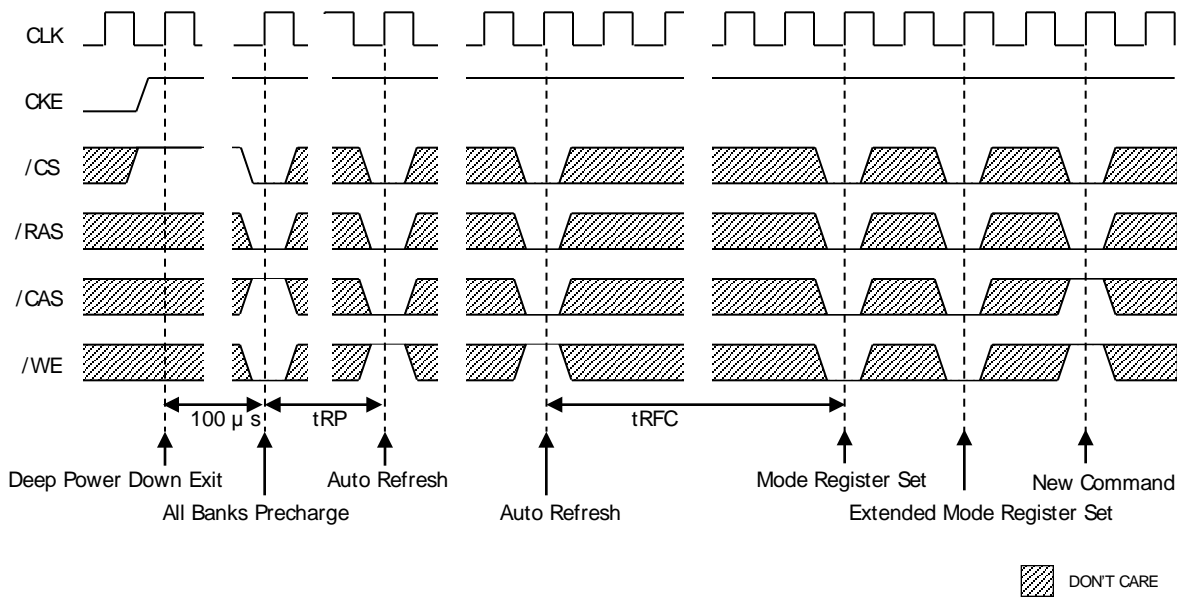 CLK
CKE
/CS
/RAS
/CAS
/WE
100 µ s
tRP
tRFC
Deep Power Down Exit
Auto Refresh
Mode Register Set
New Command
All Banks Precharge
Auto Refresh
Extended Mode Register Set
DON'T CARE